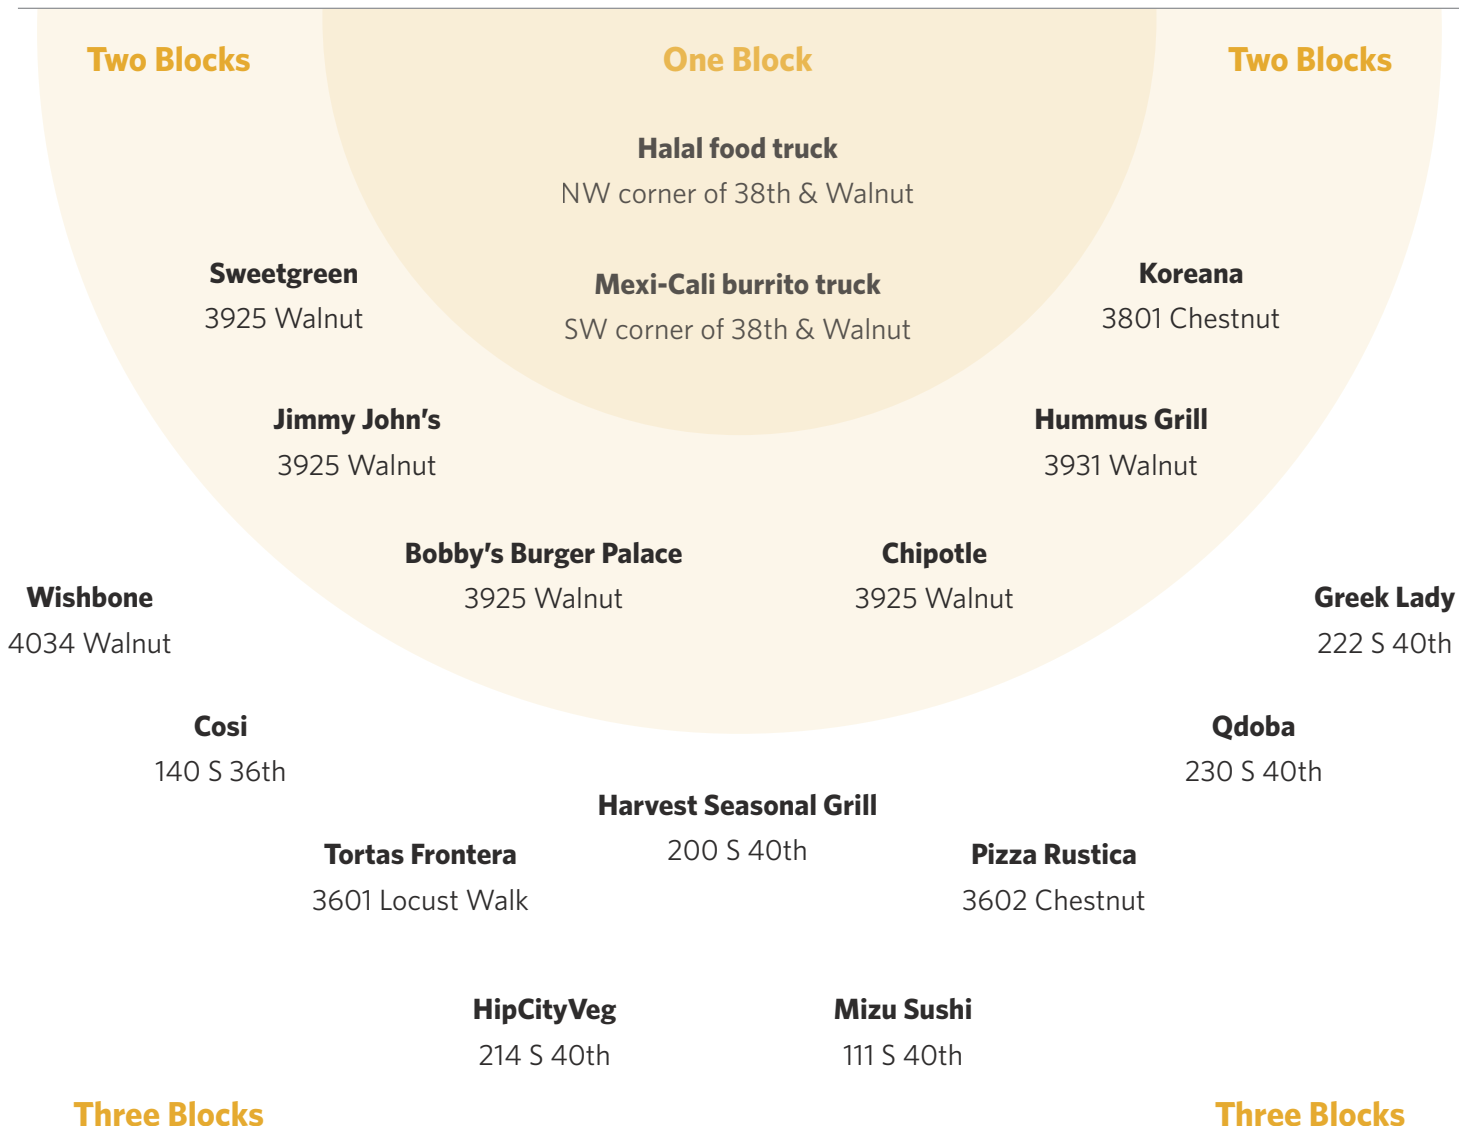 Two Blocks
One Block
Two Blocks
Halal food truck
NW corner of 38th & Walnut
Sweetgreen
3925 Walnut
Mexi-Cali burrito truck
SW corner of 38th & Walnut
Koreana
3801 Chestnut
Jimmy John’s
3925 Walnut
Hummus Grill
3931 Walnut
Bobby’s Burger Palace
3925 Walnut
Chipotle
3925 Walnut
Wishbone
4034 Walnut
Greek Lady
222 S 40th
Cosi
140 S 36th
Qdoba
230 S 40th
Harvest Seasonal Grill
200 S 40th
Tortas Frontera
3601 Locust Walk
Pizza Rustica
3602 Chestnut
HipCityVeg
214 S 40th
Mizu Sushi
111 S 40th
Three Blocks
Three Blocks